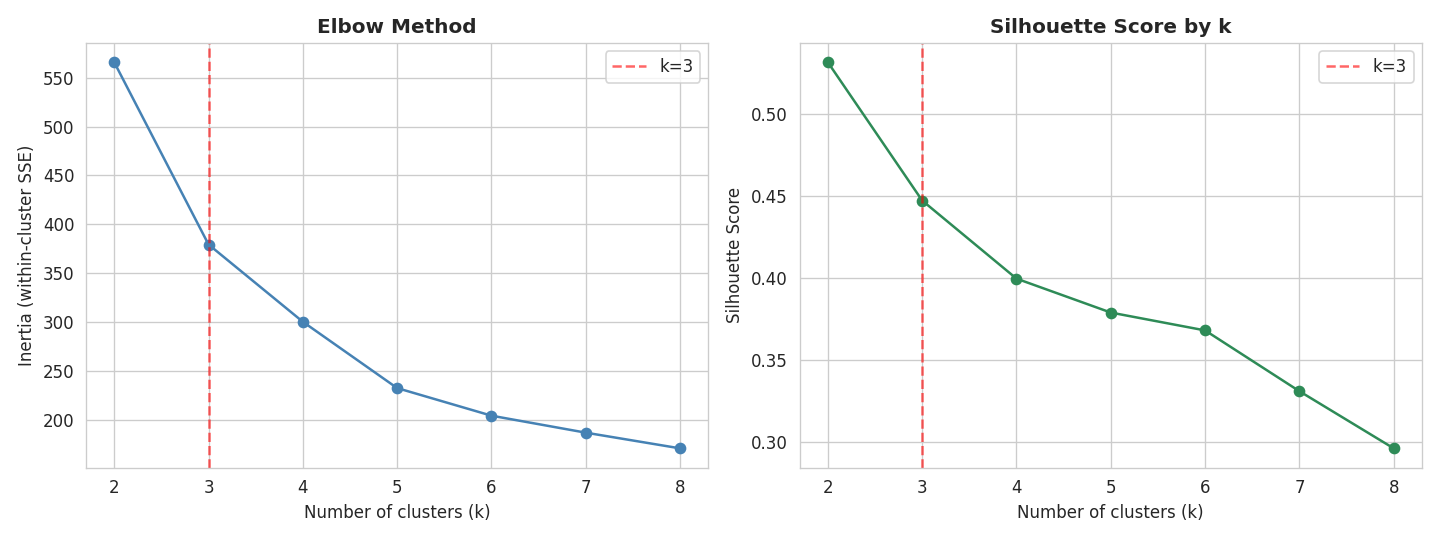 Elbow Method
Inertia (within-cluster SSE)
550
500
450
400
350
300
250
200
k=3
2 3 4 5 6 7 8
Number of clusters (k)
Silhouette Score by k
Silhouette Score
0.50
0.45
0.40
0.35
0.30
k=3
2 3 4 5 6 7 8
Number of clusters (k)